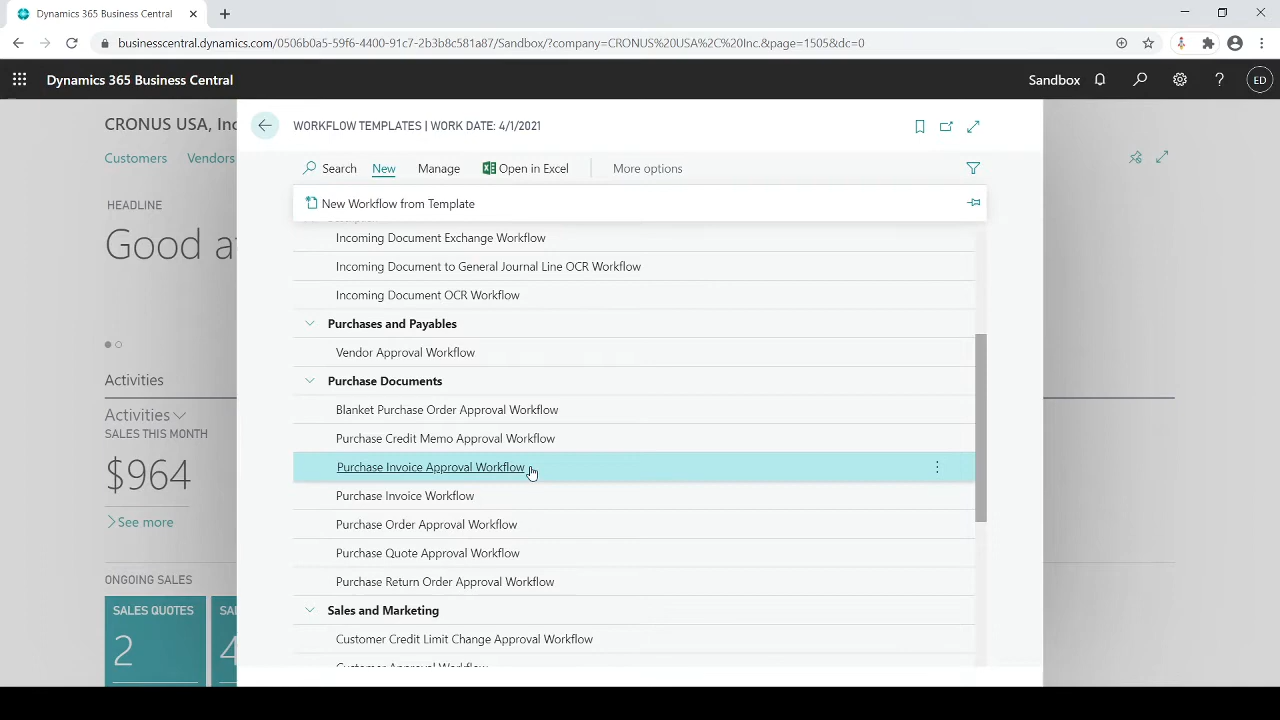 Dynamics 365 Business Central
businesscentral.dynamics.com/0506b0a5-59f6-4400-91c7-2b3b8c581a37/Sandbox/?company=CRONUS%20USA%2C%20Inc.&page=1505&dc=0
Dynamics 365 Business Central
Sandbox
ED
CRONUS USA, Inc
WORKFLOW TEMPLATES | WORK DATE: 4/1/2021
Customers Vendors
Search New Manage Open in Excel More options
HEADLINE
New Workflow from Template
Good
Incoming Document Exchange Workflow
Incoming Document to General Journal Line OCR Workflow
Incoming Document OCR Workflow
Purchases and Payables
Vendor Approval Workflow
Activities
Purchase Documents
Activities
Blanket Purchase Order Approval Workflow
SALES THIS MONTH
Purchase Credit Memo Approval Workflow
$964
Purchase Invoice Approval Workflow
Purchase Invoice Workflow
See more
Purchase Order Approval Workflow
Purchase Quote Approval Workflow
ONGOING SALES
Purchase Return Order Approval Workflow
SALES QUOTES SAL
Sales and Marketing
Customer Credit Limit Change Approval Workflow
2 4
Customer Approval Workflow